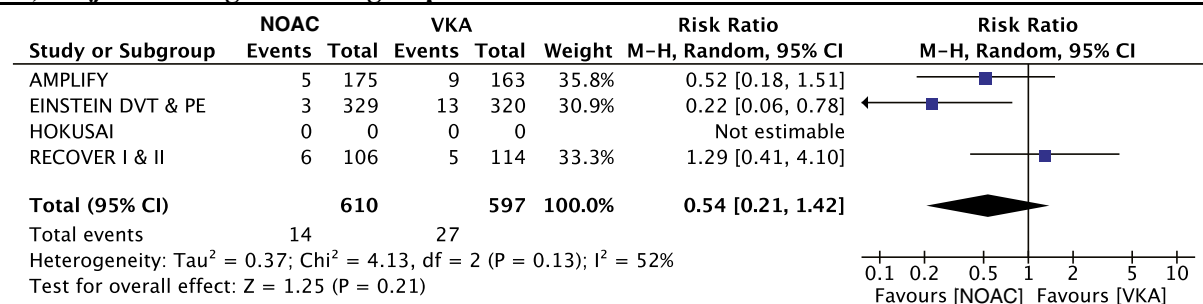 NOAC VKA Risk Ratio Risk Ratio
Study or Subgroup Events Total Events Total Weight M-H, Random, 95% CI M-H, Random, 95% CI
AMPLIFY 5 175 9 163 35.8% 0.52 [0.18, 1.51]
EINSTEIN DVT & PE 3 329 13 320 30.9% 0.22 [0.06, 0.78]
HOKUSAI 0 0 0 0 Not estimable
RECOVER I & II 6 106 5 114 33.3% 1.29 [0.41, 4.10]
Total (95% CI) 610 597 100.0% 0.54 [0.21, 1.42]
Total events 14 27
Heterogeneity: Tau² = 0.37; Chi² = 4.13, df = 2 (P = 0.13); I² = 52%
Test for overall effect: Z = 1.25 (P = 0.21)
0.1 0.2 0.5 1 2 5 10
Favours [NOAC] Favours [VKA]